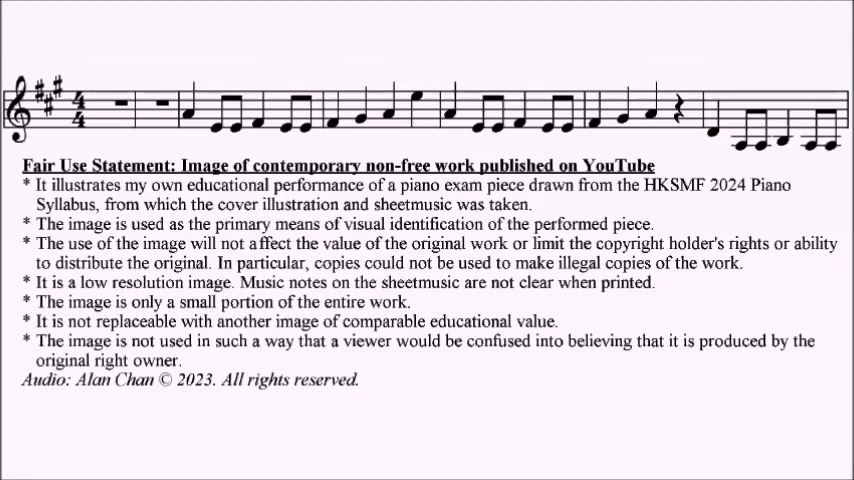 4
4
Fair Use Statement: Image of contemporary non-free work published on YouTube
* It illustrates my own educational performance of a piano exam piece drawn from the HKSMF 2024 Piano
Syllabus, from which the cover illustration and sheetmusic was taken.
* The image is used as the primary means of visual identification of the performed piece.
* The use of the image will not affect the value of the original work or limit the copyright holder's rights or ability
to distribute the original. In particular, copies could not be used to make illegal copies of the work.
* It is a low resolution image. Music notes on the sheetmusic are not clear when printed.
* The image is only a small portion of the entire work.
* It is not replaceable with another image of comparable educational value.
* The image is not used in such a way that a viewer would be confused into believing that it is produced by the
original right owner.
Audio: Alan Chan © 2023. All rights reserved.